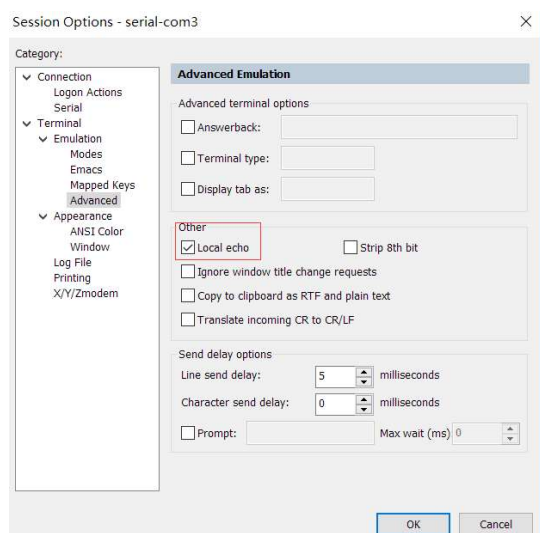 Session Options - serial-com3
Category:
Connection
Logon Actions
Serial
Terminal
Emulation
Modes
Emacs
Mapped Keys
Advanced
Appearance
ANSI Color
Window
Log File
Printing
X/Y/Zmodem
Advanced Emulation
Advanced terminal options
Answerback:
Terminal type:
Display tab as:
Other
Local echo Strip 8th bit
Ignore window title change requests
Copy to clipboard as RTF and plain text
Translate incoming CR to CR/LF
Send delay options
Line send delay: 5 milliseconds
Character send delay: 0 milliseconds
Prompt: Max wait (ms) 0
OK Cancel